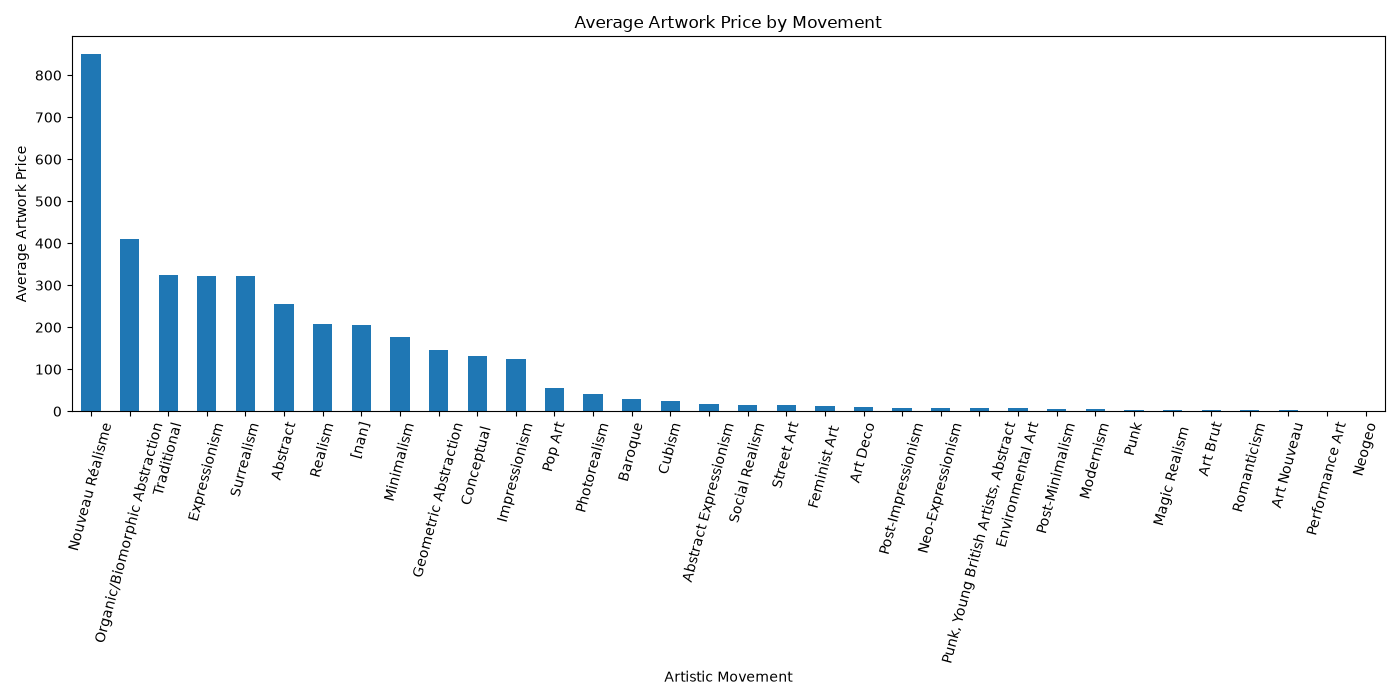 Average Artwork Price by Movement
Average Artwork Price
800
700
600
500
400
300
200
100
0
Nouveau Réalisme
Organic/Biomorphic Abstraction
Traditional
Expressionism
Surrealism
Abstract
Realism
[nan]
Minimalism
Geometric Abstraction
Conceptual
Impressionism
Pop Art
Photorealism
Baroque
Cubism
Abstract Expressionism
Social Realism
Street Art
Feminist Art
Art Deco
Post-Impressionism
Neo-Expressionism
Punk, Young British Artists, Abstract
Environmental Art
Post-Minimalism
Modernism
Punk
Magic Realism
Art Brut
Romanticism
Art Nouveau
Performance Art
Neogeo
Artistic Movement